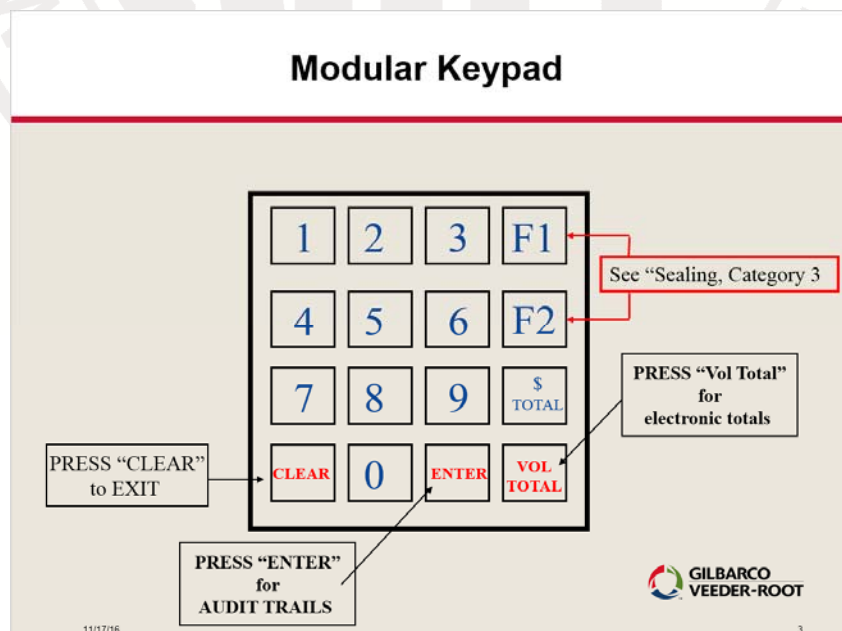 Modular Keypad
1 2 3 F1
See “Sealing, Category 3
4 5 6 F2
7 8 9 $ TOTAL
PRESS “Vol Total”
for
electronic totals
PRESS “CLEAR”
to EXIT
CLEAR 0 ENTER VOL TOTAL
PRESS “ENTER”
for
AUDIT TRAILS
GILBARCO
VEEDER-ROOT
11/17/16
3